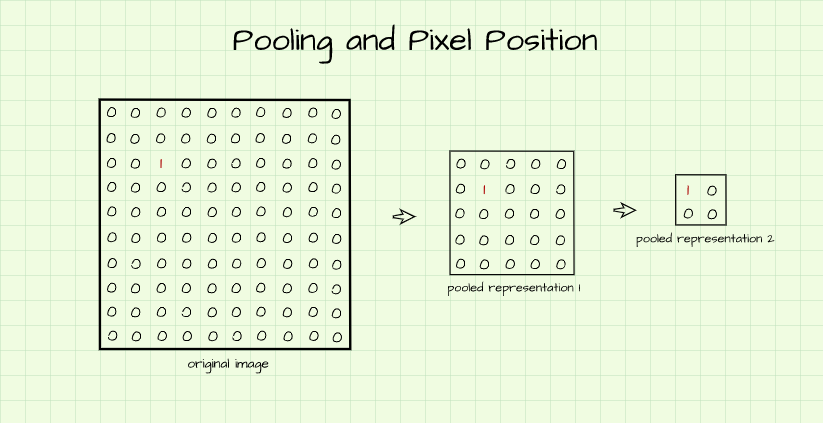 Pooling and Pixel Position
0 0 0 0 0 0 0 0 0 0
0 0 0 0 0 0 0 0 0 0
0 0 1 0 0 0 0 0 0 0
0 0 0 0 0 0 0 0 0 0
0 0 0 0 0 0 0 0 0 0
0 0 0 0 0 0 0 0 0 0
0 0 0 0 0 0 0 0 0 0
0 0 0 0 0 0 0 0 0 0
0 0 0 0 0 0 0 0 0 0
0 0 0 0 0 0 0 0 0 0
original image
0 0 0 0 0
0 1 0 0 0
0 0 0 0 0
0 0 0 0 0
0 0 0 0 0
pooled representation 1
1 0
0 0
pooled representation 2